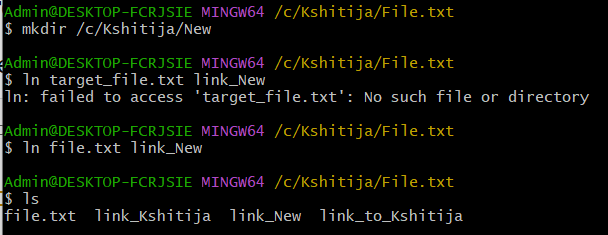 Admin@DESKTOP-FCRJSIE MINGW64 /c/Kshitija/File.txt
$ mkdir /c/Kshitija/New
Admin@DESKTOP-FCRJSIE MINGW64 /c/Kshitija/File.txt
$ ln target_file.txt link_New
ln: failed to access 'target_file.txt': No such file or directory
Admin@DESKTOP-FCRJSIE MINGW64 /c/Kshitija/File.txt
$ ln file.txt link_New
Admin@DESKTOP-FCRJSIE MINGW64 /c/Kshitija/File.txt
$ ls
file.txt  link_Kshitija  link_New  link_to_Kshitija